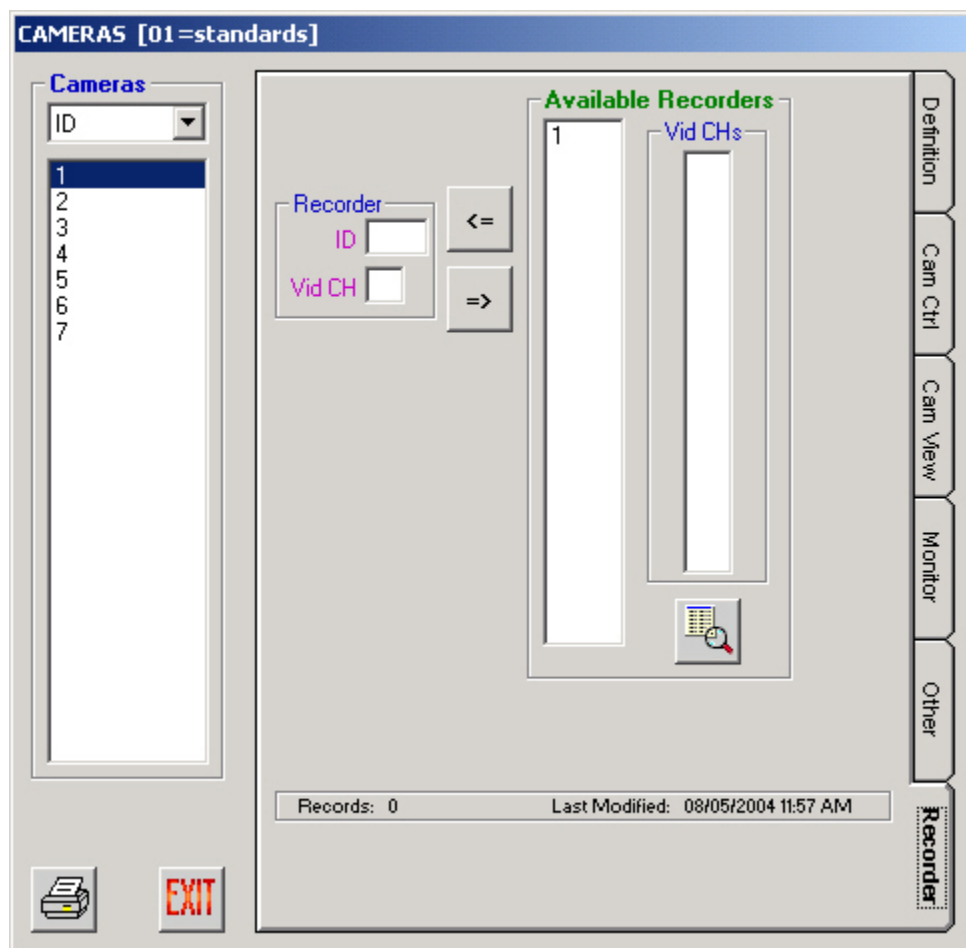 CAMERAS [01=standards]
Cameras
ID
1
2
3
4
5
6
7
Recorder
ID
Vid CH
<=
=>
Available Recorders
1
Vid CHs
Records: 0 Last Modified: 08/05/2004 11:57 AM
Definition
Cam Ctrl
Cam View
Monitor
Other
Recorder
EXIT